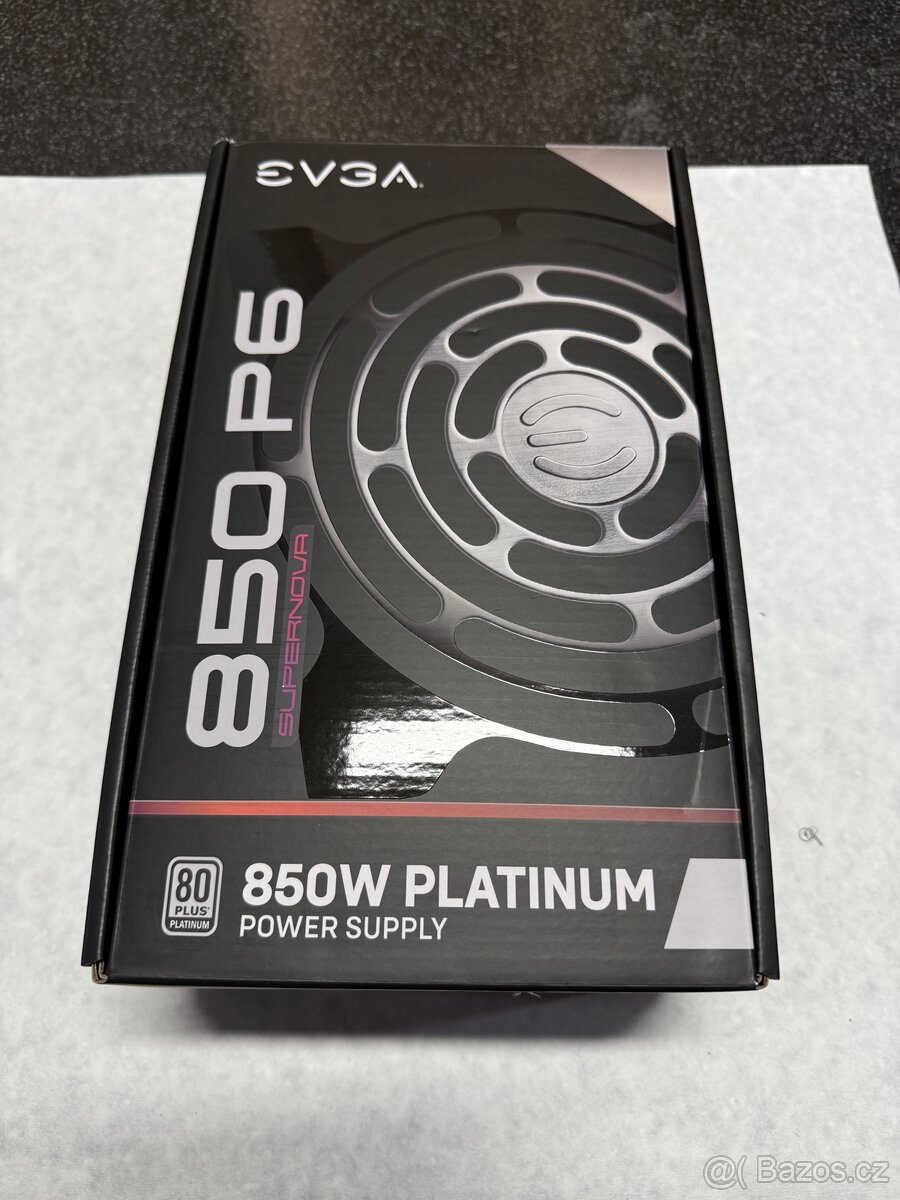 EVGA
850 P6
SUPERNOVA
80
PLUS
PLATINUM
850W PLATINUM
POWER SUPPLY
@( Bazos.cz